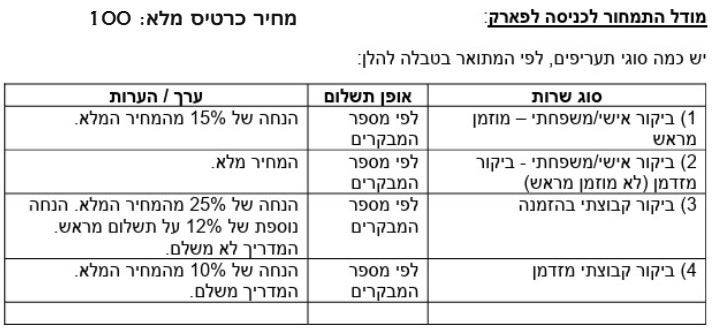 מודל התמחור לכניסה לפארק:
מחיר כרטיס מלא: 100
יש כמה סוגי תעריפים, לפי המתואר בטבלה להלן:
סוג שרות אופן תשלום ערך / הערות
1) ביקור אישי/משפחתי – מוזמן לפי מספר הנחה של 15% מהמחיר המלא.
מראש המבקרים
2) ביקור אישי/משפחתי - ביקור לפי מספר המחיר מלא.
מזדמן (לא מוזמן מראש) המבקרים
3) ביקור קבוצתי בהזמנה לפי מספר הנחה של 25% מהמחיר המלא. הנחה
המבקרים נוספת של 12% על תשלום מראש.
המדריך לא משלם.
4) ביקור קבוצתי מזדמן לפי מספר הנחה של 10% מהמחיר המלא.
המבקרים המדריך משלם.